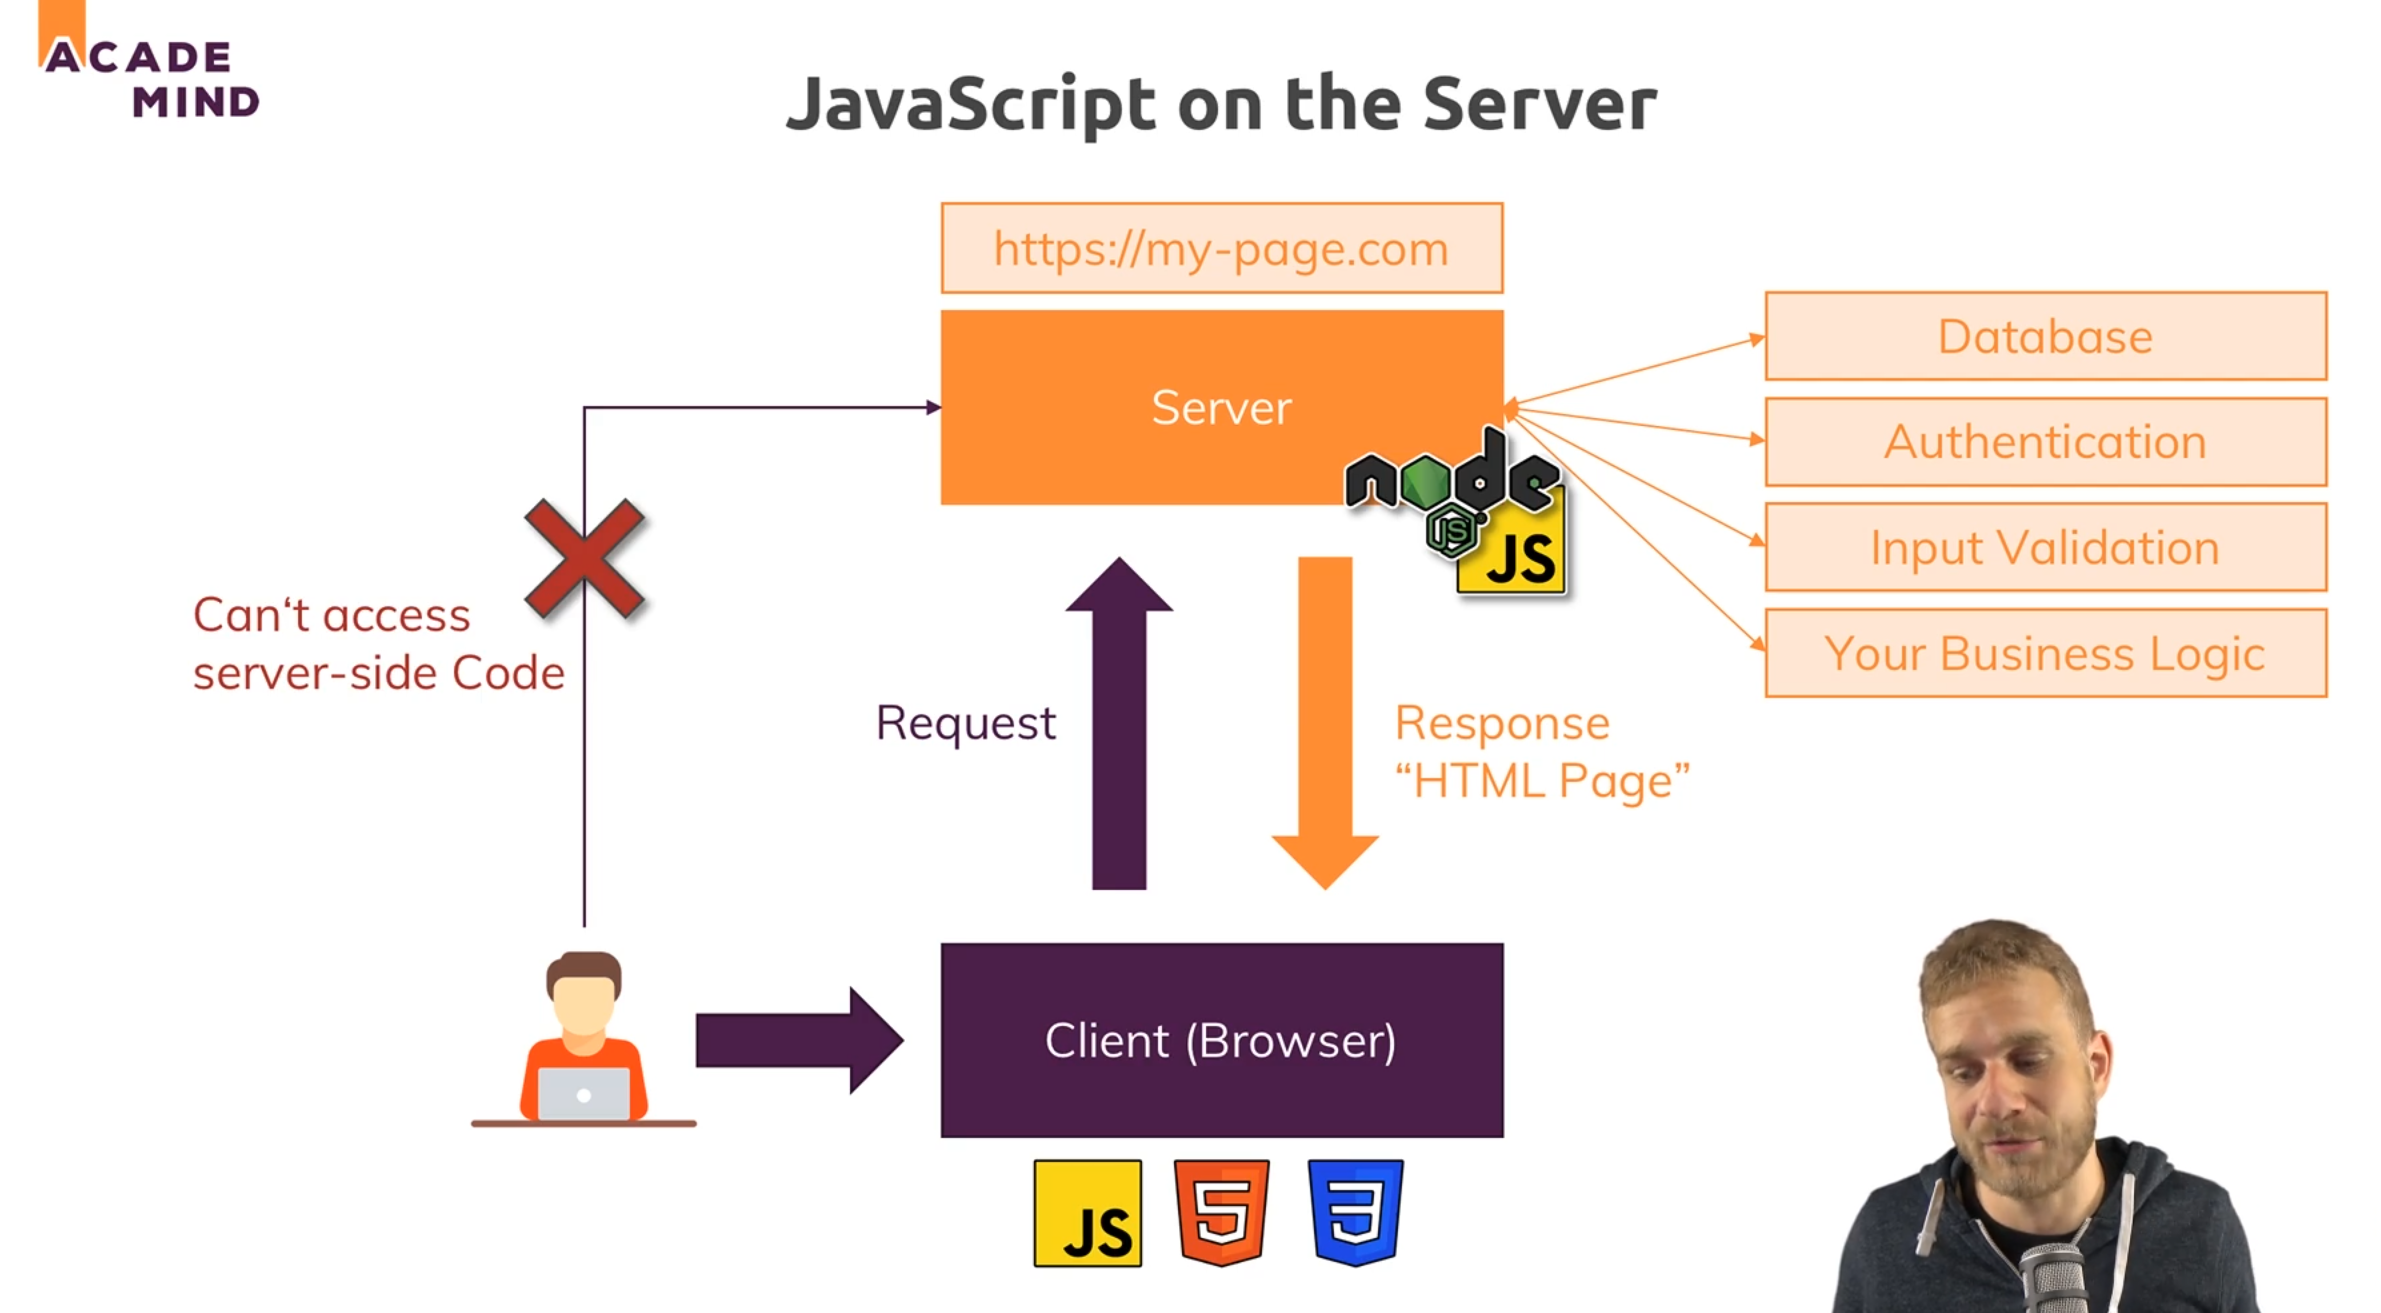 ACADE
MIND
JavaScript on the Server
https://my-page.com
Server
node
JS
JS
Database
Authentication
Input Validation
Your Business Logic
Can‘t access
server-side Code
Request
Response
“HTML Page”
Client (Browser)
JS
5
3